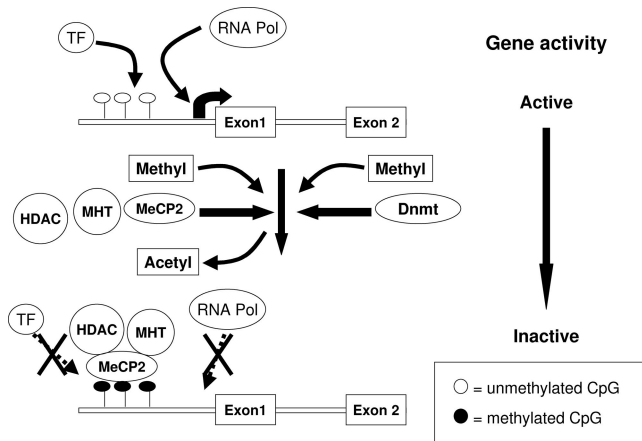 TF
RNA Pol
Gene activity
Active
Exon1
Exon 2
Methyl
Methyl
HDAC
MHT
MeCP2
Dnmt
Acetyl
TF
HDAC
MHT
RNA Pol
Inactive
MeCP2
Exon1
Exon 2
= unmethylated CpG
= methylated CpG